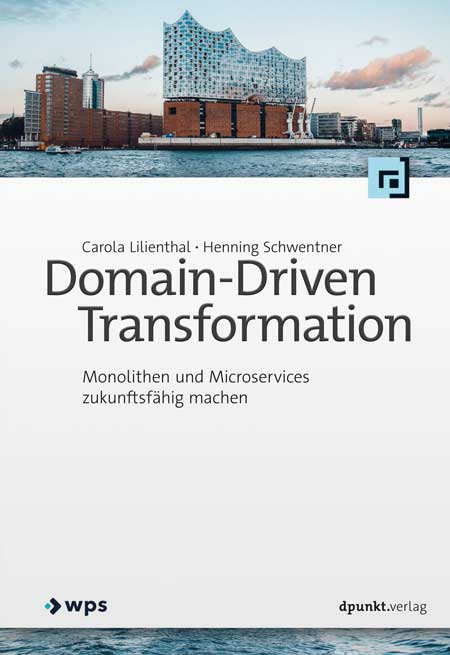 Carola Lilienthal · Henning Schwentner
Domain-Driven
Transformation
Monolithen und Microservices
zukunftsfähig machen
wps
dpunkt.verlag